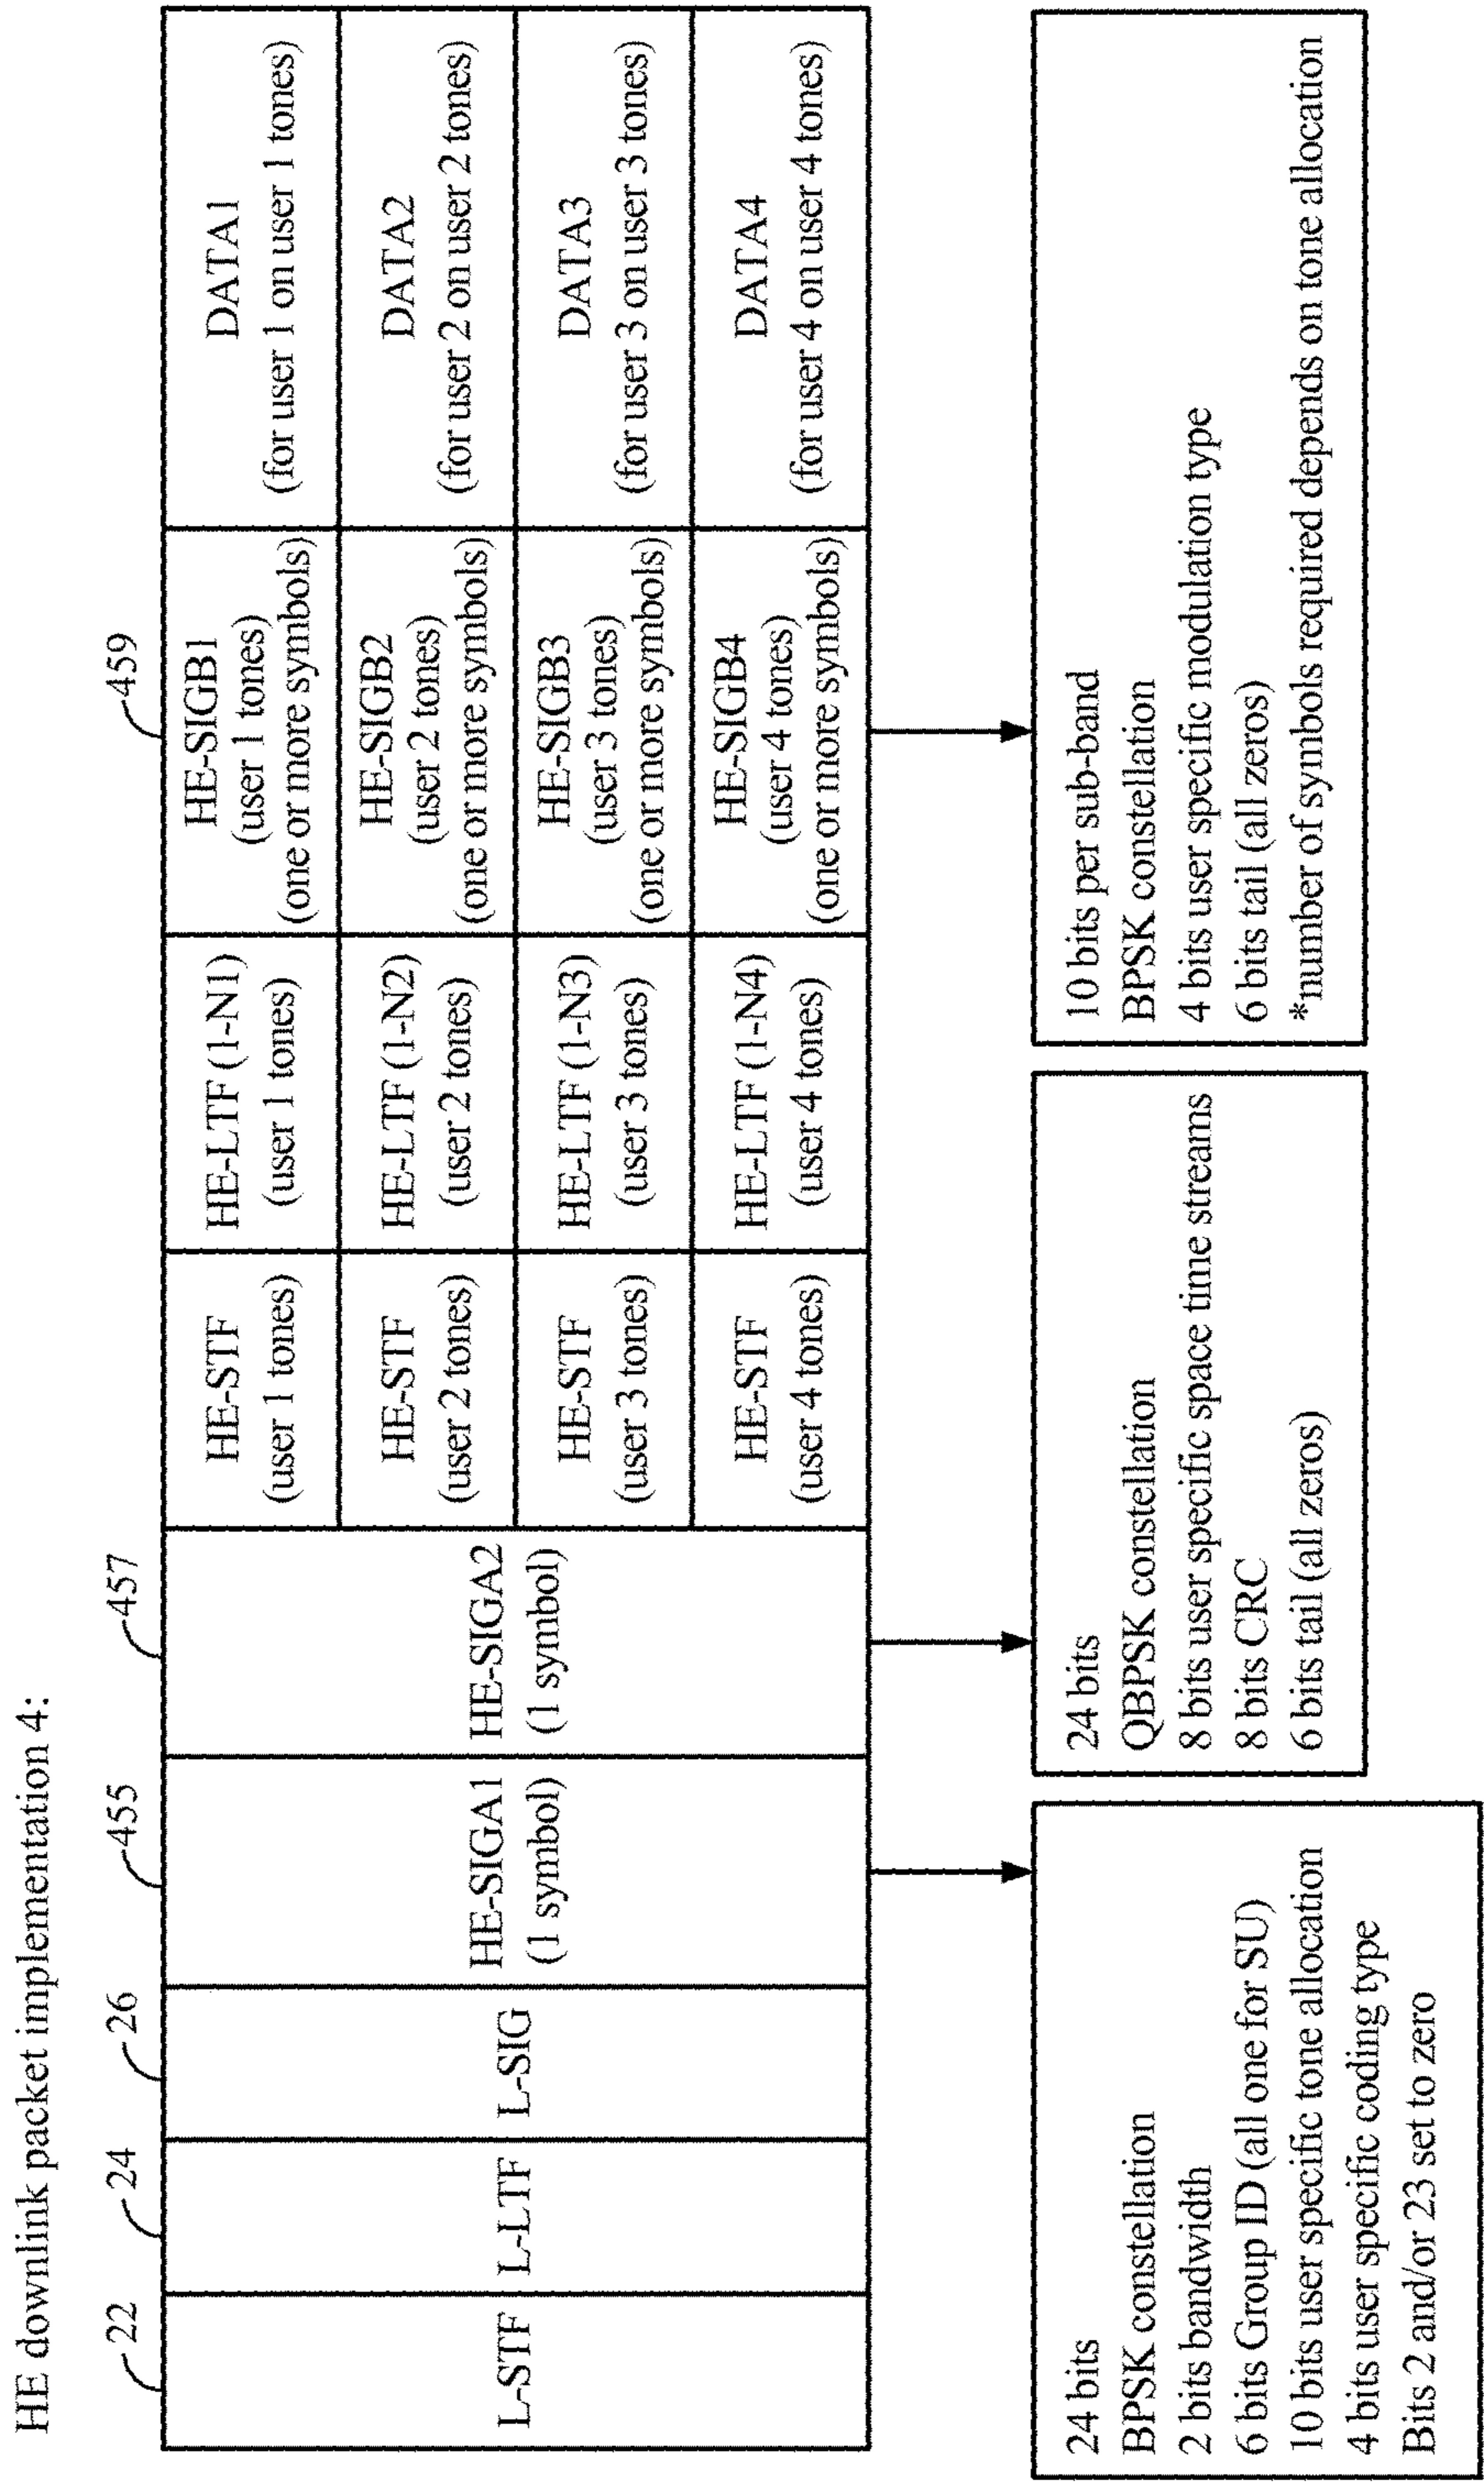 HE downlink packet implementation 4:
22
24
26
455
457
459
L-STF
L-LTF
L-SIG
HE-SIGA1
(1 symbol)
HE-SIGA2
(1 symbol)
HE-STF
(user 1 tones)
HE-LTF (1-N1)
(user 1 tones)
HE-SIGB1
(user 1 tones)
(one or more symbols)
DATA1
(for user 1 on user 1 tones)
HE-STF
(user 2 tones)
HE-LTF (1-N2)
(user 2 tones)
HE-SIGB2
(user 2 tones)
(one or more symbols)
DATA2
(for user 2 on user 2 tones)
HE-STF
(user 3 tones)
HE-LTF (1-N3)
(user 3 tones)
HE-SIGB3
(user 3 tones)
(one or more symbols)
DATA3
(for user 3 on user 3 tones)
HE-STF
(user 4 tones)
HE-LTF (1-N4)
(user 4 tones)
HE-SIGB4
(user 4 tones)
(one or more symbols)
DATA4
(for user 4 on user 4 tones)
24 bits
BPSK constellation
2 bits bandwidth
6 bits Group ID (all one for SU)
10 bits user specific tone allocation
4 bits user specific coding type
Bits 2 and/or 23 set to zero
24 bits
QBPSK constellation
8 bits user specific space time streams
8 bits CRC
6 bits tail (all zeros)
10 bits per sub-band
BPSK constellation
4 bits user specific modulation type
6 bits tail (all zeros)
*number of symbols required depends on tone allocation